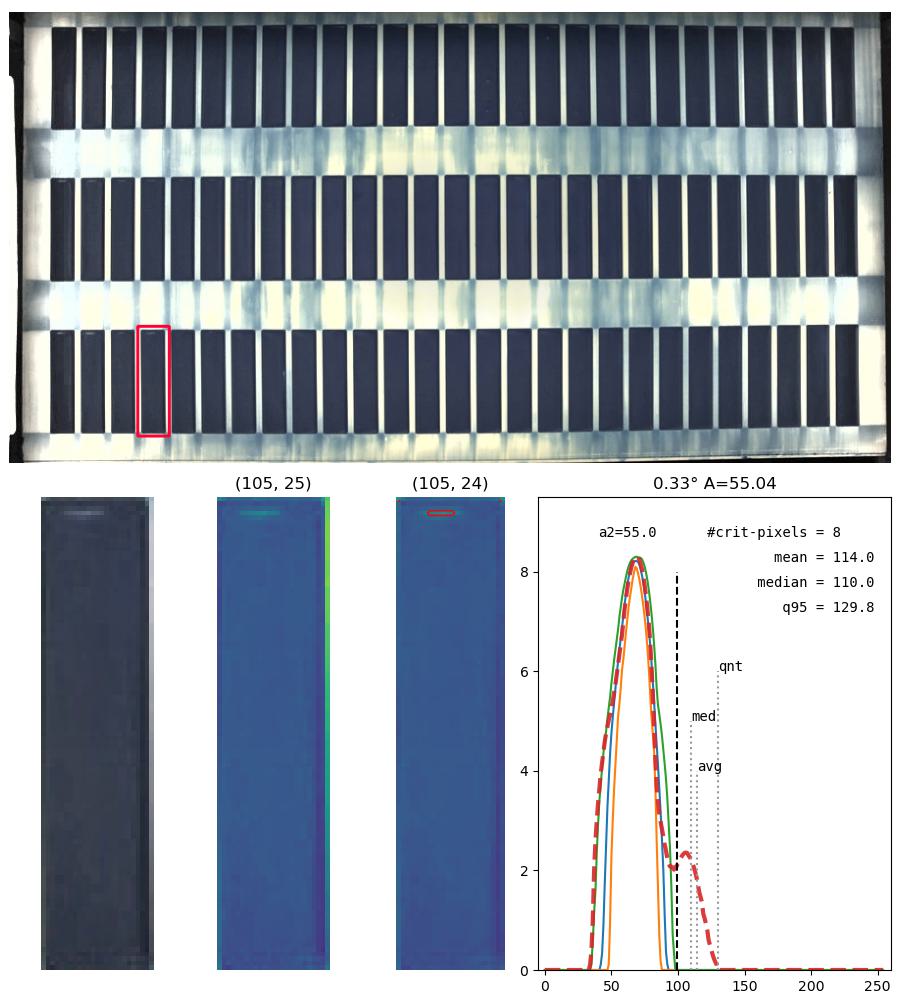 (105, 25)
(105, 24)
0.33° A=55.04
a2=55.0
#crit-pixels = 8
mean = 114.0
median = 110.0
q95 = 129.8
qnt
med
avg
8
6
4
2
0
0 50 100 150 200 250